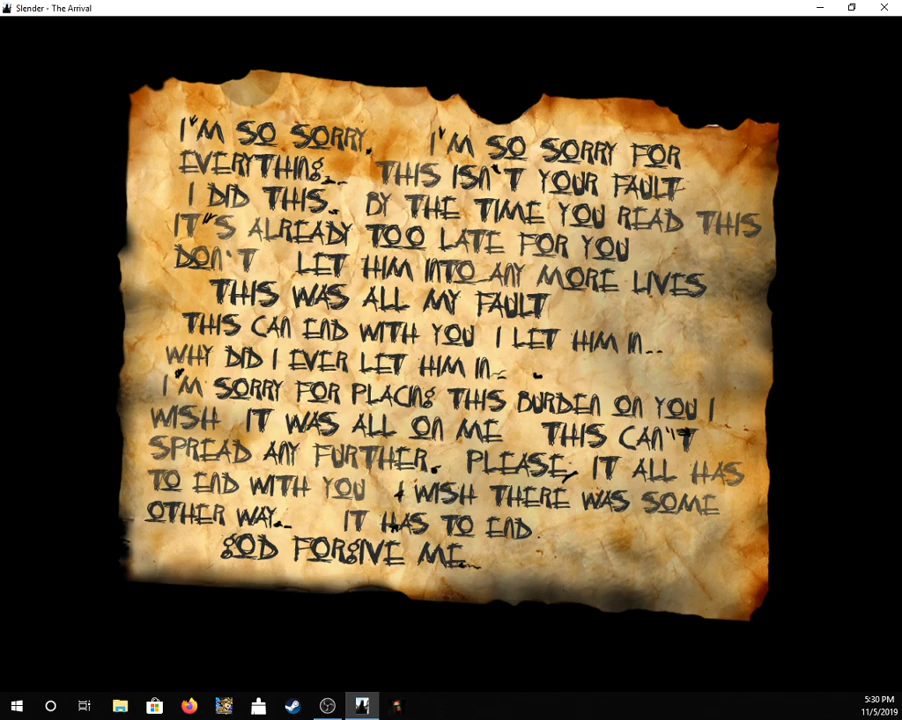 Slender - The Arrival
I'M SO SORRY. I'M SO SORRY FOR
EVERYTHING... THIS ISN'T YOUR FAULT
I DID THIS.. BY THE TIME YOU READ THIS
IT"S ALREADY TOO LATE FOR YOU
DON'T LET HIM INTO ANY MORE LIVES
THIS WAS ALL MY FAULT
THIS CAN END WITH YOU I LET HIM IN...
WHY DID I EVER LET HIM IN...
I'M SORRY FOR PLACING THIS BURDEN ON YOU I
WISH IT WAS ALL ON ME THIS CAN"T
SPREAD ANY FURTHER. PLEASE, IT ALL HAS
TO END WITH YOU I WISH THERE WAS SOME
OTHER WAY... IT HAS TO END
GOD FORGIVE ME...
5:30 PM
11/5/2019